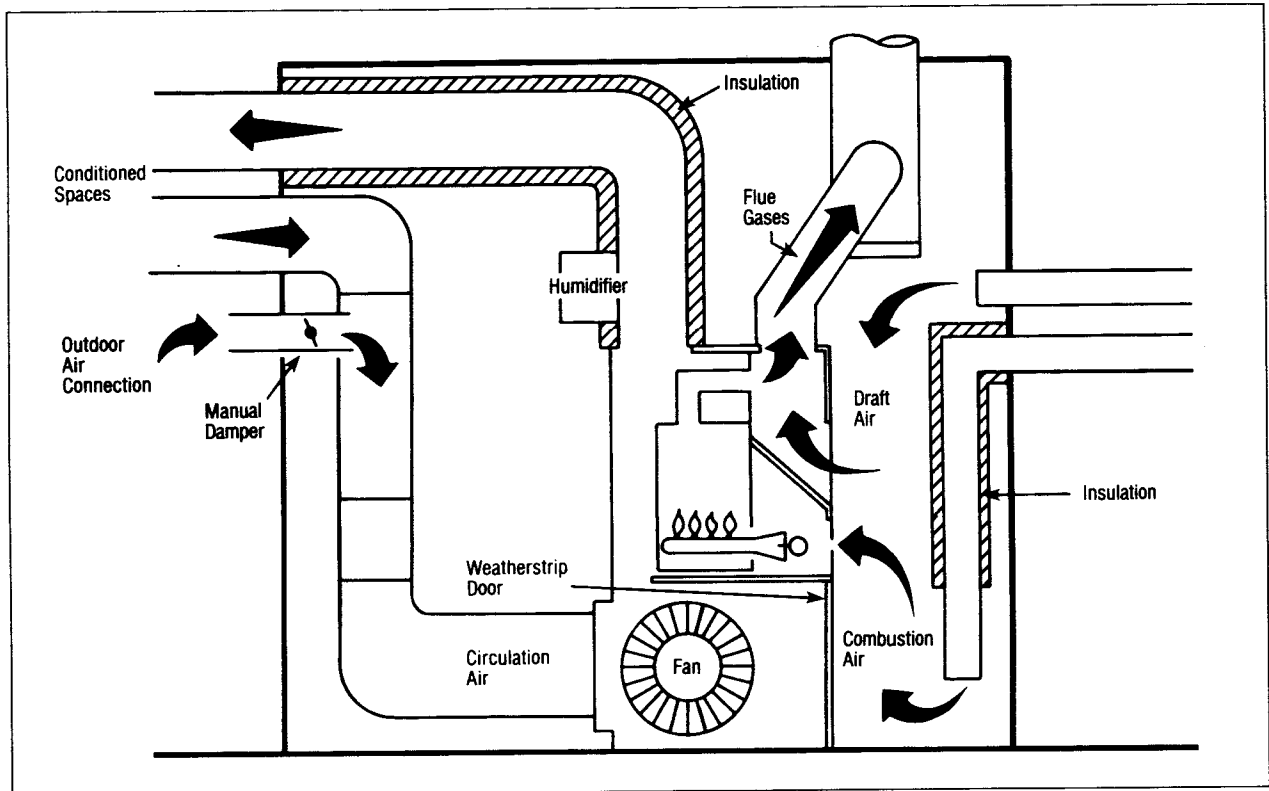 Insulation
Conditioned
Spaces
Flue
Gases
Humidifier
Outdoor
Air
Connection
Manual
Damper
Draft
Air
Insulation
Weatherstrip
Door
Circulation
Air
Fan
Combustion
Air